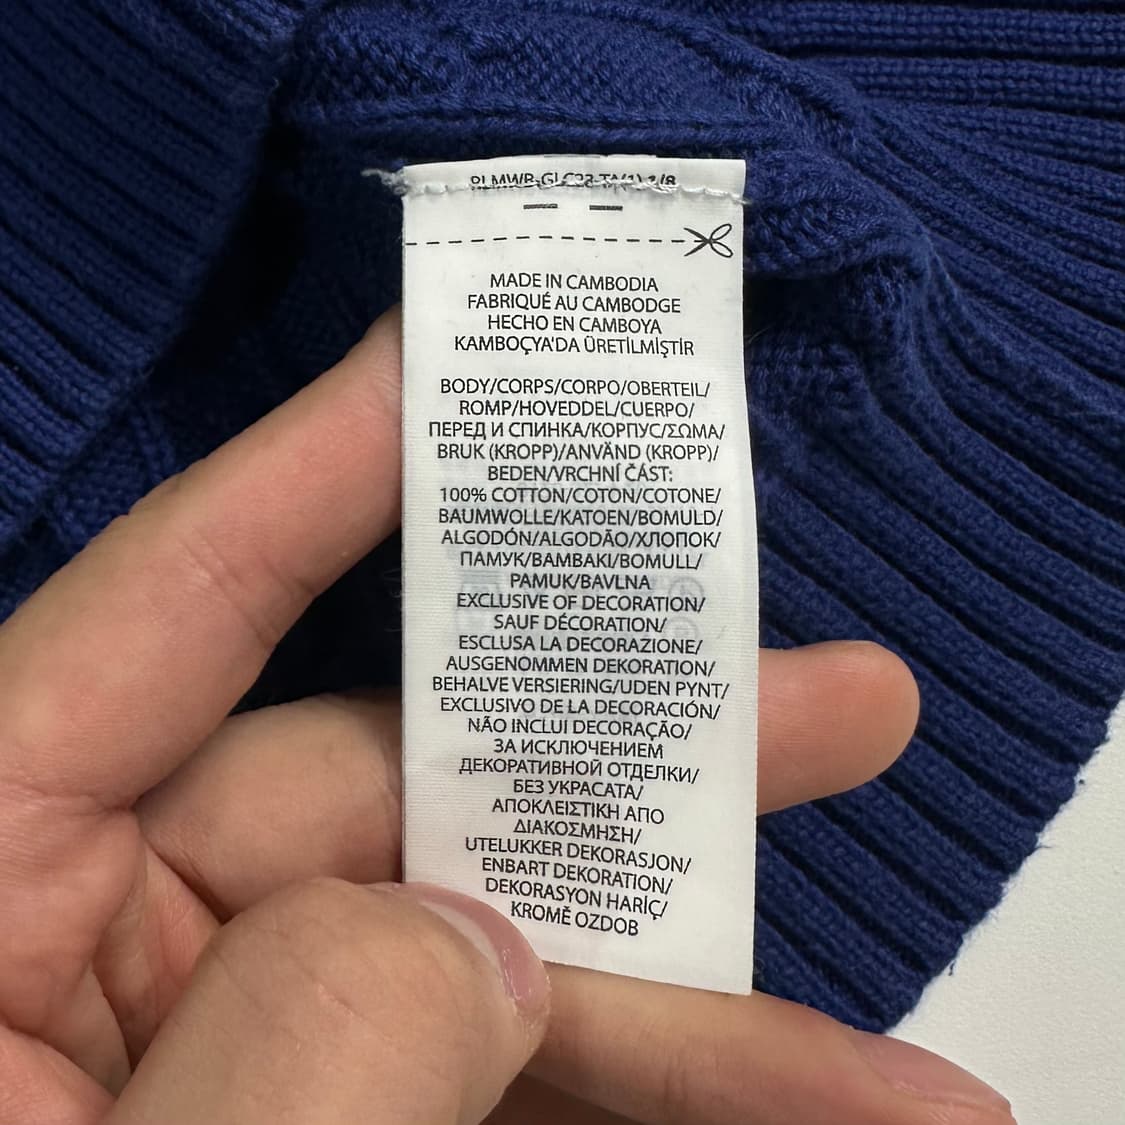 MADE IN CAMBODIA
FABRIQUÉ AU CAMBODGE
HECHO EN CAMBOYA
KAMBOÇYA'DA ÜRETİLMİŞTİR
BODY/CORPS/CORPO/OBERTEIL/
ROMP/HOVEDDEL/CUERPO/
ПЕРЕД И СПИНКА/КОРПУС/ΣΩΜΑ/
BRUK (KROPP)/ANVÄND (KROPP)/
BEDEN/VRCHNÍ ČÁST:
100% COTTON/COTON/COTONE/
BAUMWOLLE/KATOEN/BOMULD/
ALGODÓN/ALGODÃO/ХЛОПОК/
ПАМУК/BAMBAKI/BOMULL/
PAMUK/BAVLNA
EXCLUSIVE OF DECORATION/
SAUF DÉCORATION/
ESCLUSA LA DECORAZIONE/
AUSGENOMMEN DEKORATION/
BEHALVE VERSIERING/UDEN PYNT/
EXCLUSIVO DE LA DECORACIÓN/
NÃO INCLUI DECORAÇÃO/
ЗА ИСКЛЮЧЕНИЕМ
ДЕКОРАТИВНОЙ ОТДЕЛКИ/
БЕЗ УКРАСАТА/
ΑΠΟΚΛΕΙΣΤΙΚΗ ΑΠΟ
ΔΙΑΚΟΣΜΗΣΗ/
UTELUKKER DEKORASJON/
ENBART DEKORATION/
DEKORASYON HARİÇ/
KROMĚ OZDOB